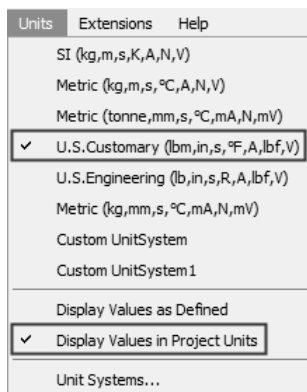 Units Extensions Help
SI (kg,m,s,K,A,N,V)
Metric (kg,m,s,°C,A,N,V)
Metric (tonne,mm,s,°C,mA,N,mV)
✓ U.S.Customary (lbm,in,s,°F,A,lbf,V)
U.S.Engineering (lb,in,s,R,A,lbf,V)
Metric (kg,mm,s,°C,mA,N,mV)
Custom UnitSystem
Custom UnitSystem1
Display Values as Defined
✓ Display Values in Project Units
Unit Systems...